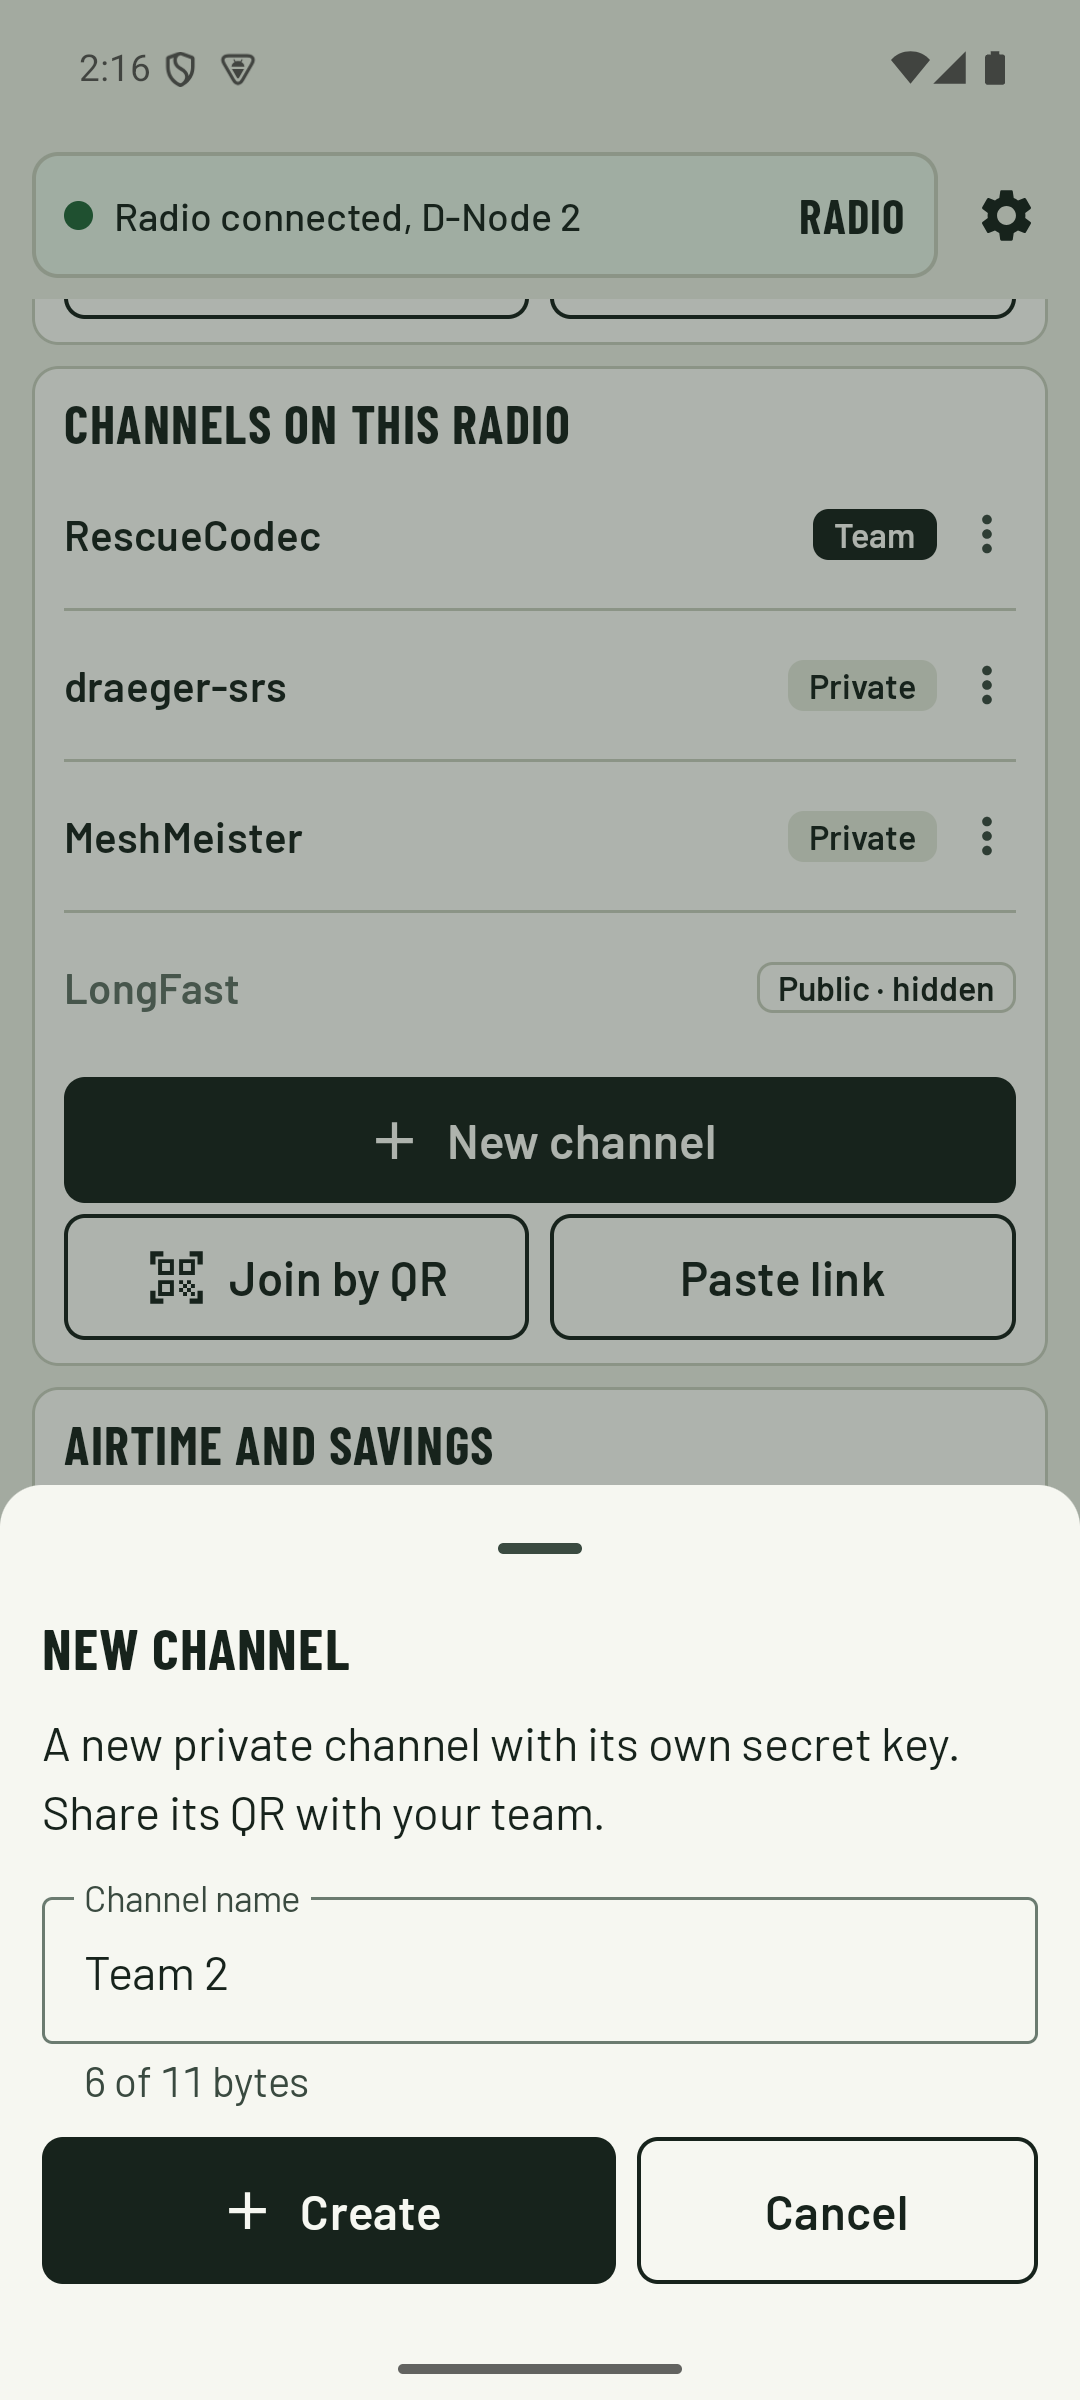 2:16
Radio connected, D-Node 2 RADIO
CHANNELS ON THIS RADIO
RescueCodec Team
draeger-srs Private
MeshMeister Private
LongFast Public · hidden
+ New channel
Join by QR Paste link
AIRTIME AND SAVINGS
NEW CHANNEL
A new private channel with its own secret key.
Share its QR with your team.
Channel name
Team 2
6 of 11 bytes
+ Create Cancel